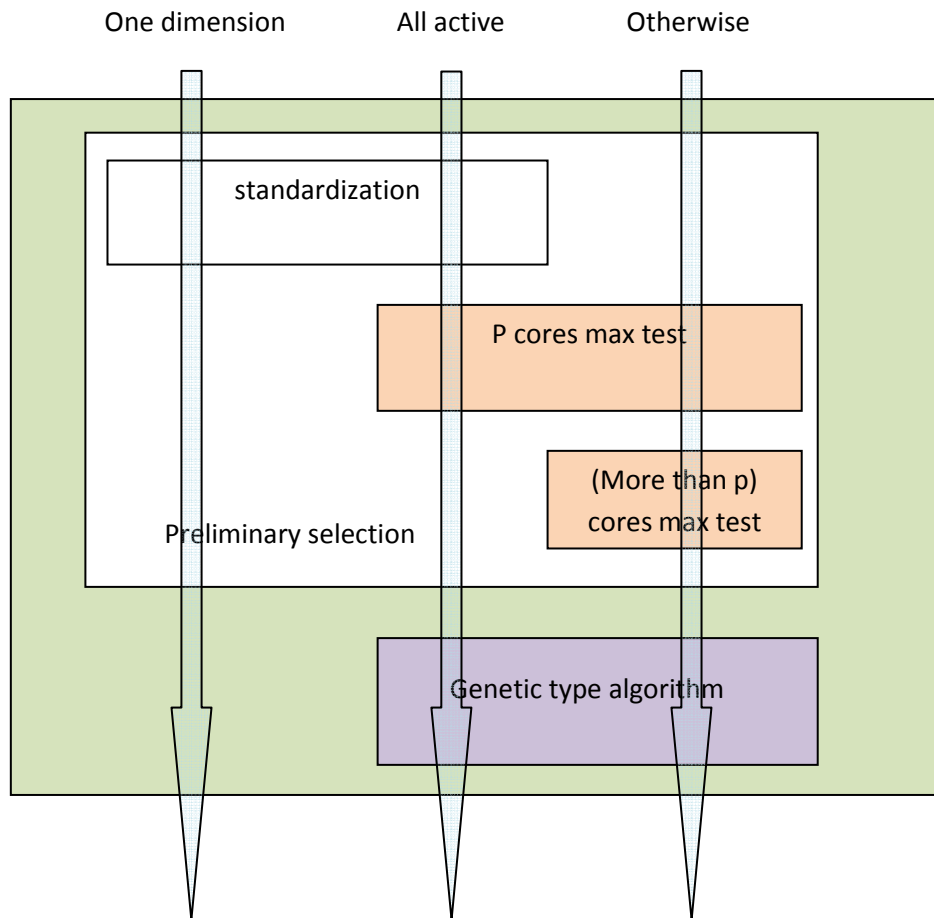 One dimension
All active
Otherwise
standardization
P cores max test
(More than p)
cores max test
Preliminary selection
Genetic type algorithm